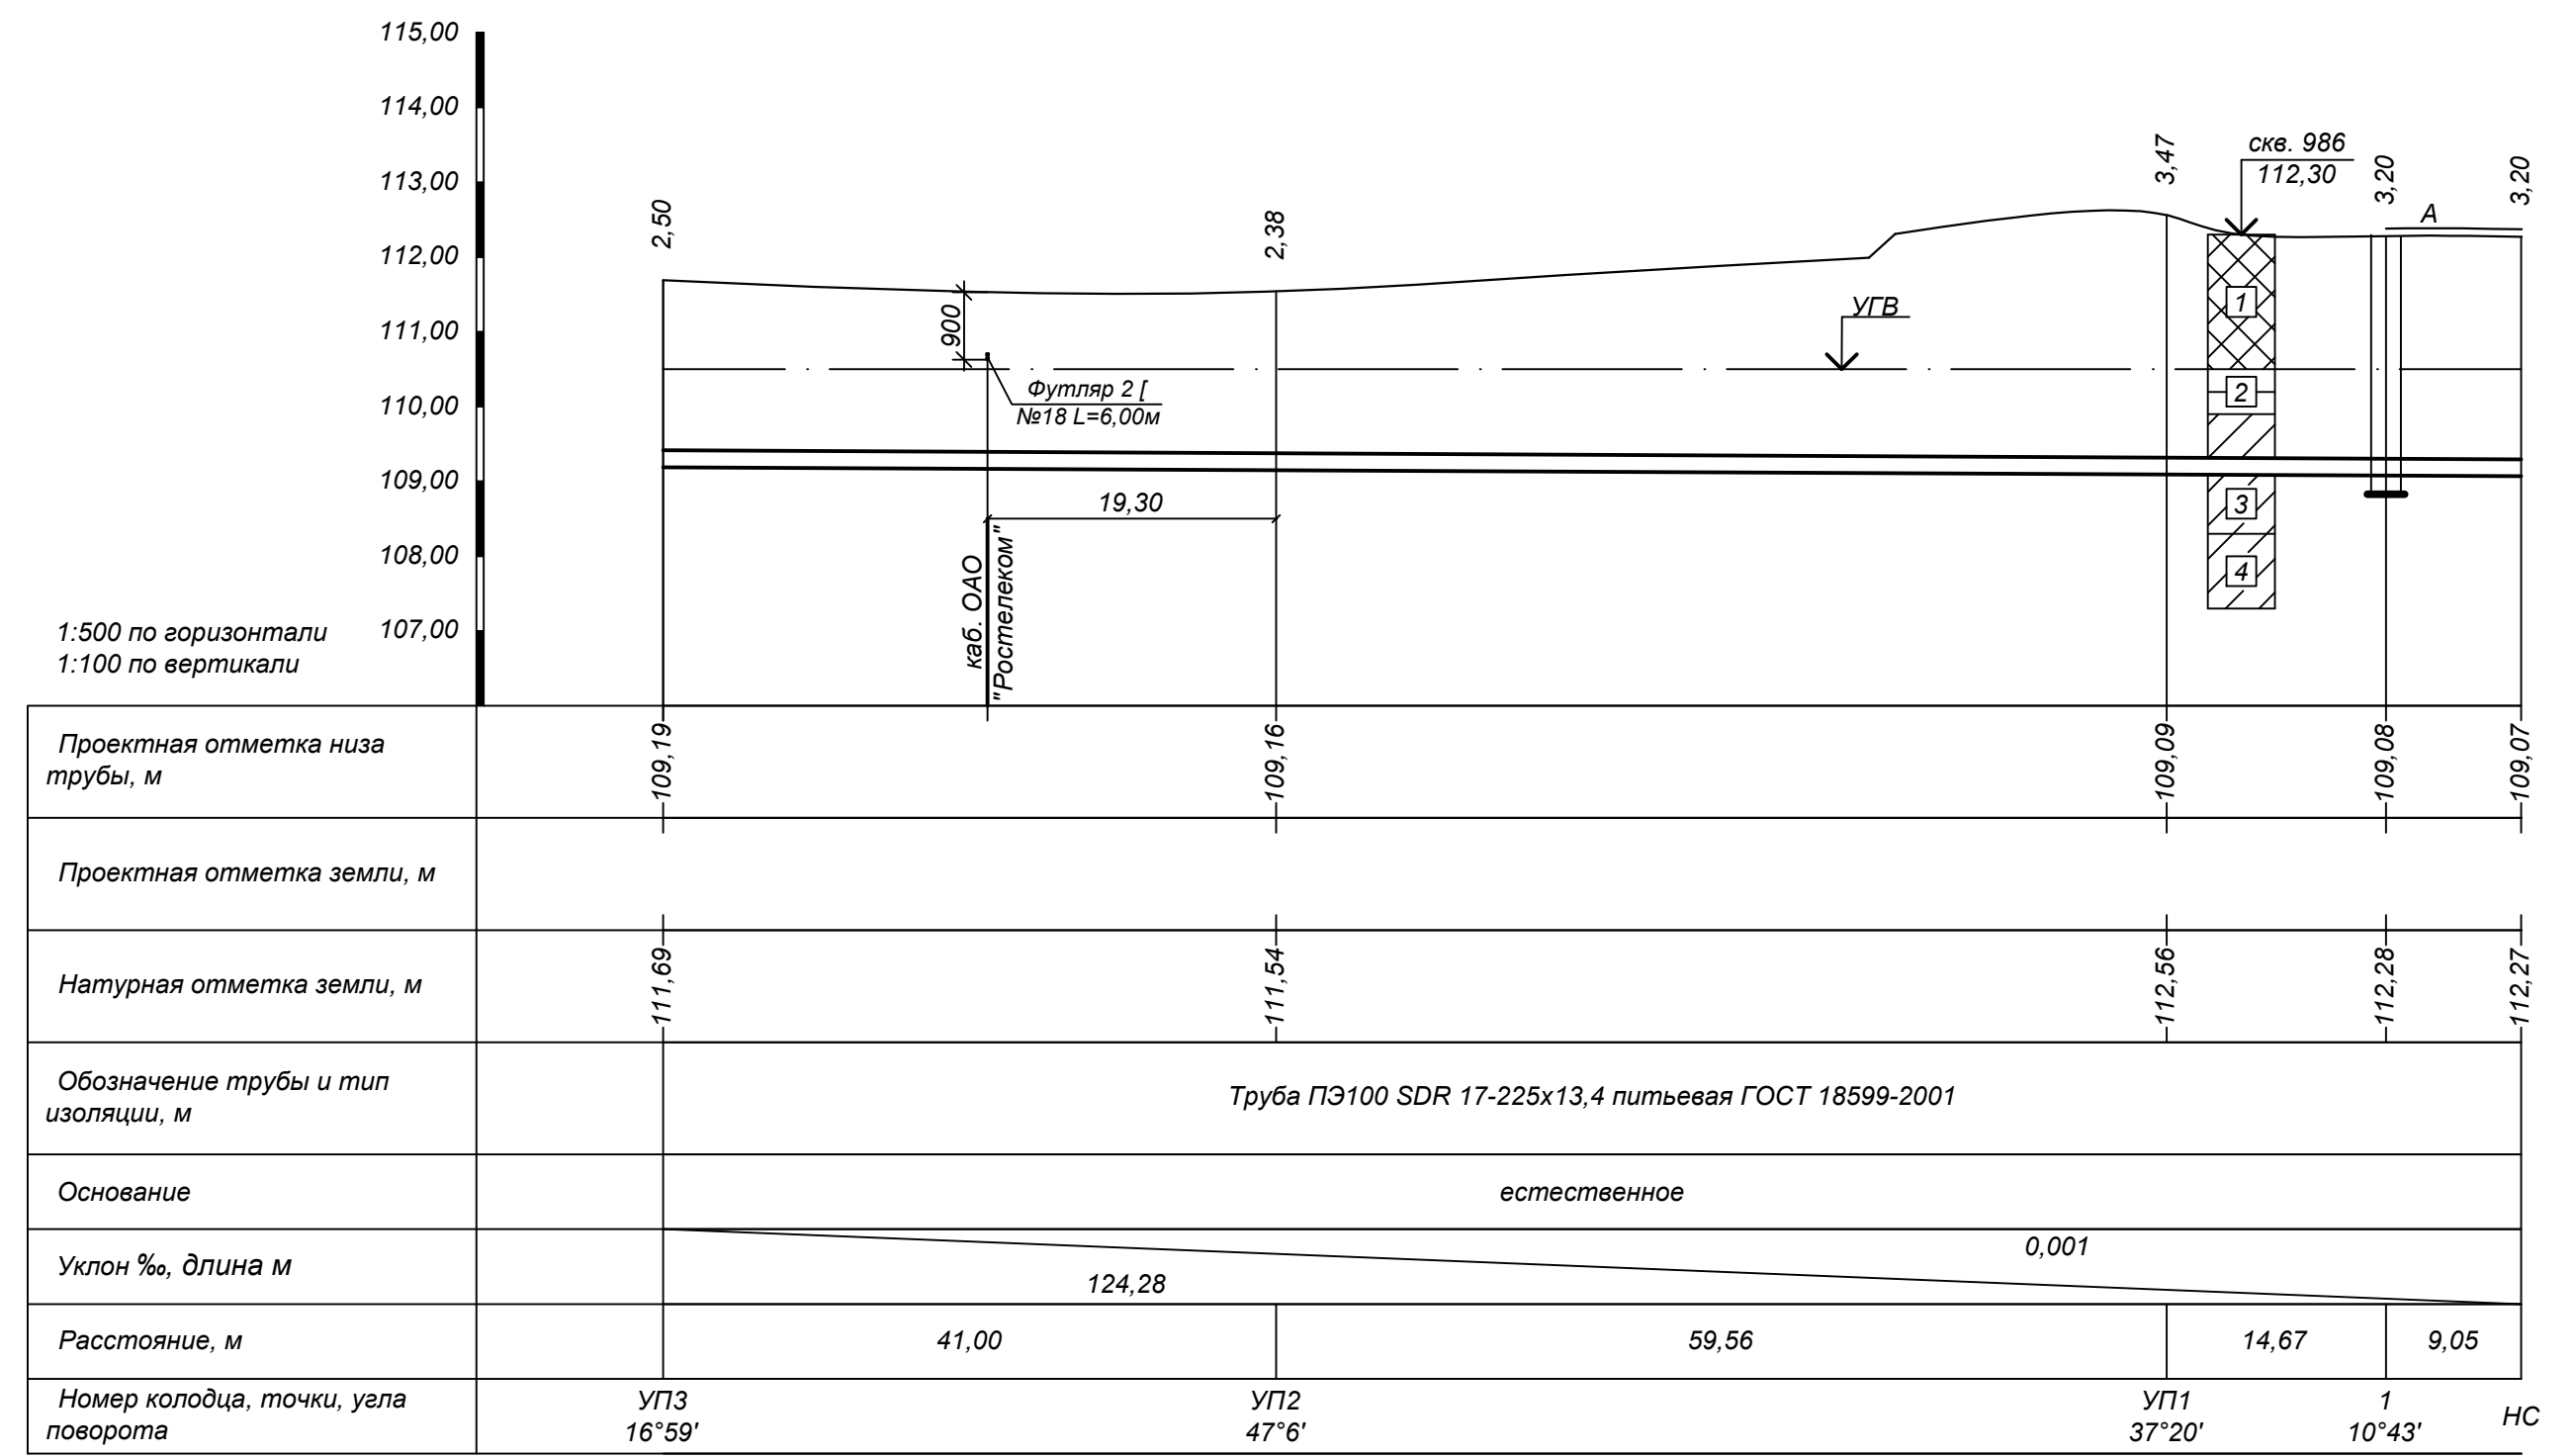 115,00
114,00
113,00
112,00
111,00
110,00
109,00
108,00
107,00
1:500 по горизонтали
1:100 по вертикали
2,50
2,38
3,47
скв. 986
112,30
3,20
3,20
А
900
УГВ
Футляр 2 [
№18 L=6,00м
19,30
каб. ОАО
"Ростелеком"
1
2
3
4
Проектная отметка низа
трубы, м
109,19
109,16
109,09
109,08
109,07
Проектная отметка земли, м
Натурная отметка земли, м
111,69
111,54
112,56
112,28
112,27
Обозначение трубы и тип
изоляции, м
Труба ПЭ100 SDR 17-225х13,4 питьевая ГОСТ 18599-2001
Основание
естественное
Уклон ‰, длина м
0,001
124,28
Расстояние, м
41,00
59,56
14,67
9,05
Номер колодца, точки, угла
поворота
УП3
16°59'
УП2
47°6'
УП1
37°20'
1
10°43'
НС